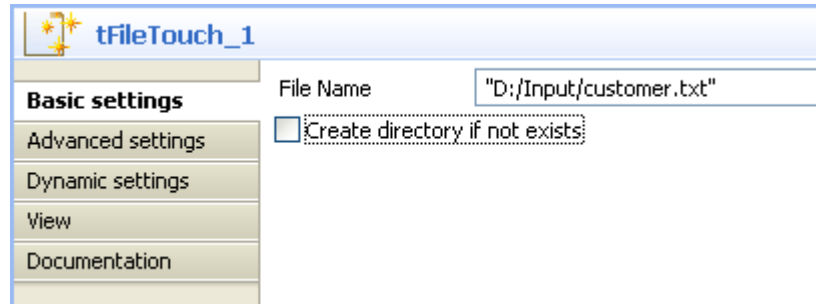 tFileTouch_1
Basic settings
File Name "D:/Input/customer.txt"
Advanced settings
Create directory if not exists
Dynamic settings
View
Documentation